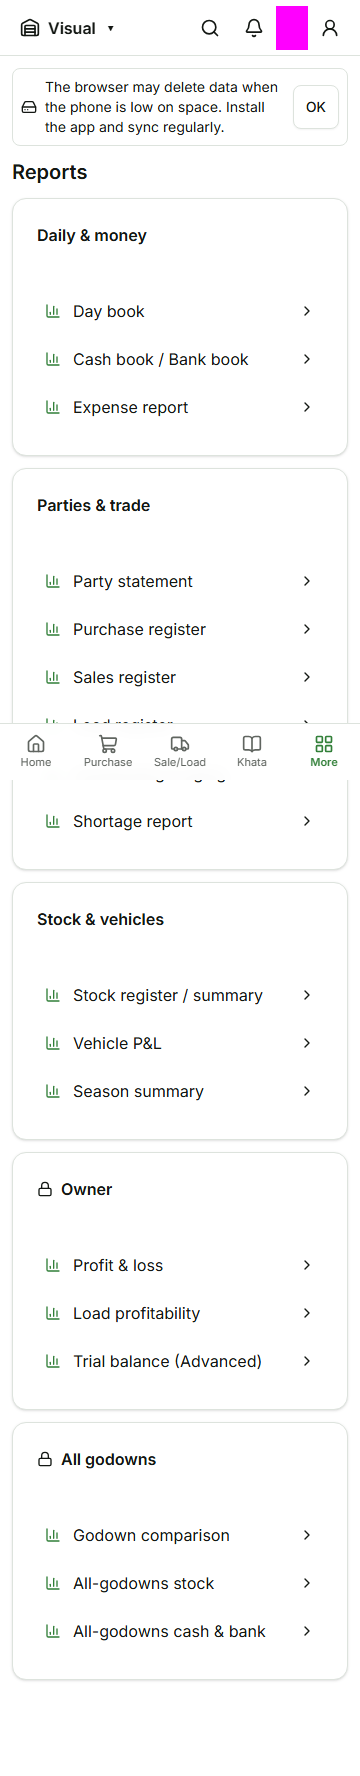 Visual
The browser may delete data when
the phone is low on space. Install
the app and sync regularly.
OK
Reports
Daily & money
Day book
Cash book / Bank book
Expense report
Parties & trade
Party statement
Purchase register
Sales register
Load register
Home
Purchase
Sale/Load
Khata
More
Shortage report
Stock & vehicles
Stock register / summary
Vehicle P&L
Season summary
Owner
Profit & loss
Load profitability
Trial balance (Advanced)
All godowns
Godown comparison
All-godowns stock
All-godowns cash & bank